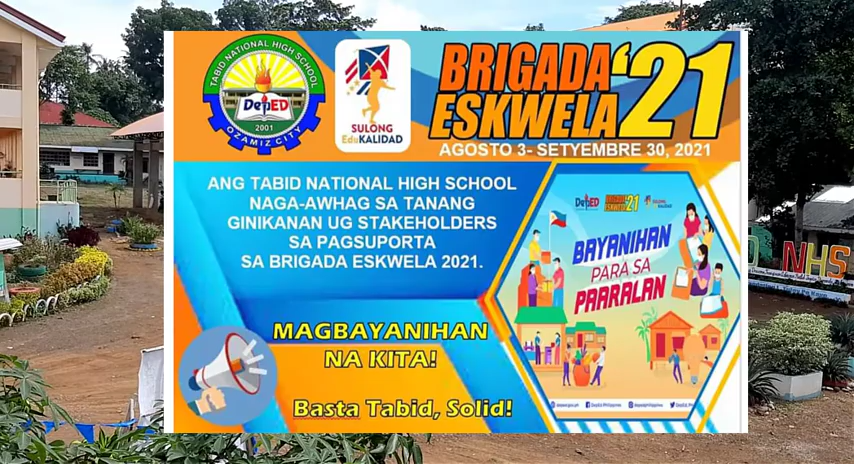 TABID NATIONAL HIGH SCHOOL
DepED
2001
OZAMIZ CITY
SULONG
EduKALIDAD
BRIGADA
ESKWELA '21
AGOSTO 3- SETYEMBRE 30, 2021
ANG TABID NATIONAL HIGH SCHOOL
NAGA-AWHAG SA TANANG
GINIKANAN UG STAKEHOLDERS
SA PAGSUPORTA
SA BRIGADA ESKWELA 2021.
DepED
BAYANIHAN
PARA SA
PAARALAN
MAGBAYANIHAN
NA KITA!
Basta Tabid, Solid!
D NHS